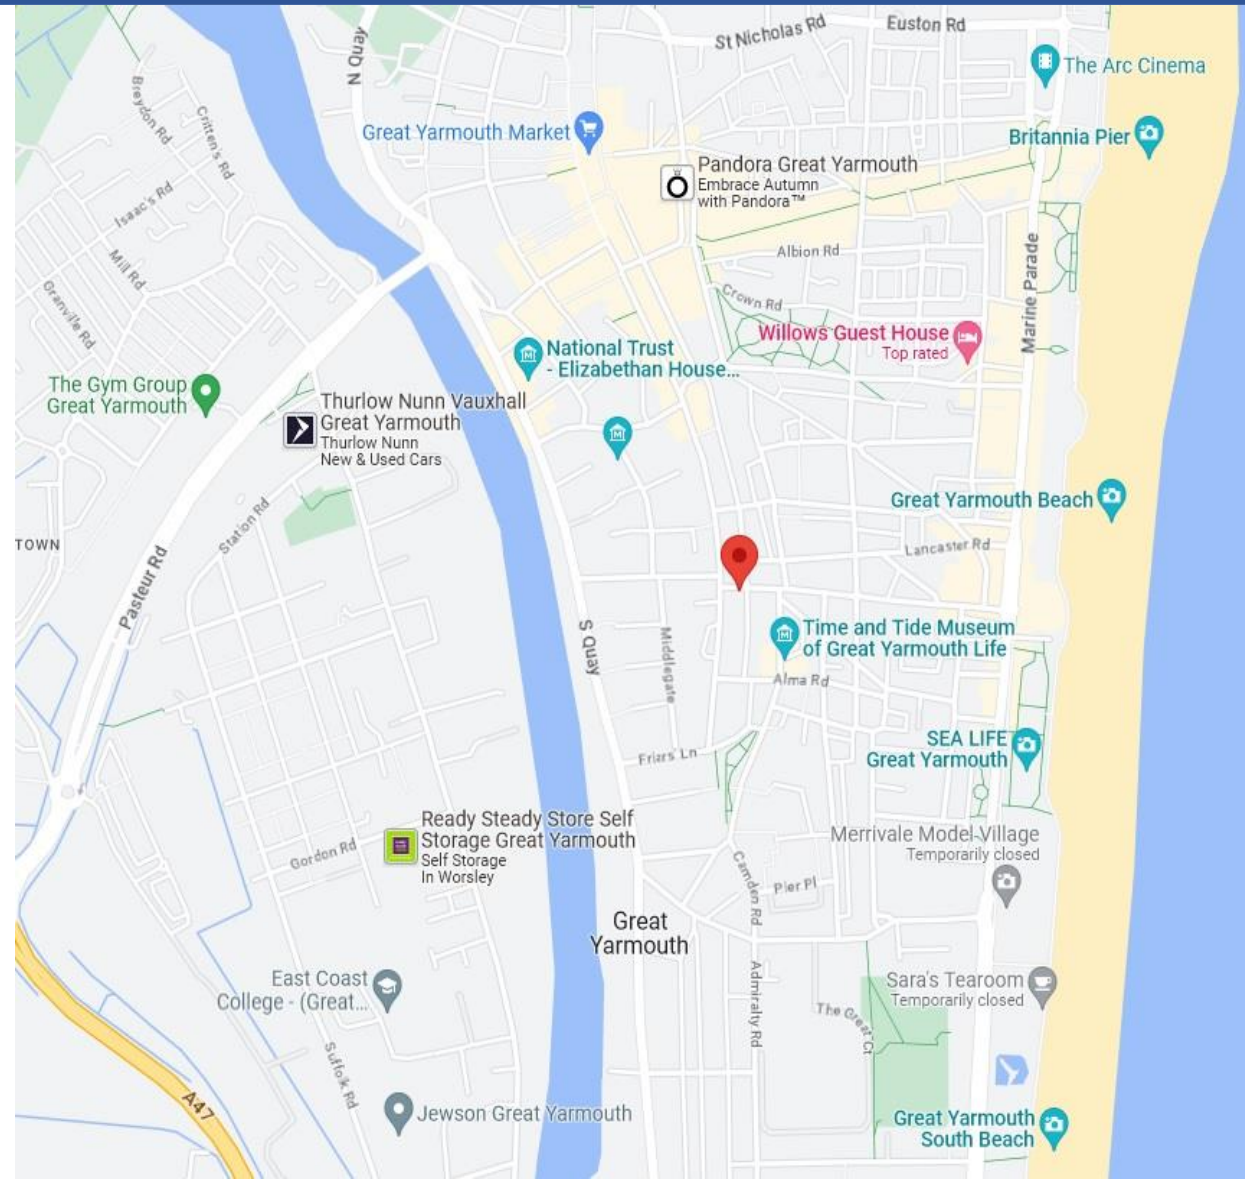 St Nicholas Rd
Euston Rd
N Quay
The Arc Cinema
Breydon Rd
Critten's Rd
Great Yarmouth Market
Britannia Pier
Pandora Great Yarmouth
Embrace Autumn
with Pandora™
Isaac's Rd
Mill Rd
Albion Rd
Marine Parade
Granville Rd
Crown Rd
Willows Guest House
Top rated
National Trust
- Elizabethan House...
The Gym Group
Great Yarmouth
Thurlow Nunn Vauxhall
Great Yarmouth
Thurlow Nunn
New & Used Cars
Great Yarmouth Beach
Station Rd
TOWN
Lancaster Rd
Pasteur Rd
S Quay
Middlegate
Time and Tide Museum
of Great Yarmouth Life
Alma Rd
SEA LIFE
Great Yarmouth
Friars' Ln
Ready Steady Store Self
Storage Great Yarmouth
Self Storage
In Worsley
Merrivale Model Village
Temporarily closed
Gordon Rd
Camden Rd
Pier Pl
Great
Yarmouth
East Coast
College - (Great...
Sara's Tearoom
Temporarily closed
Admiralty Rd
The Great Ct
Suffolk Rd
A47
Jewson Great Yarmouth
Great Yarmouth
South Beach